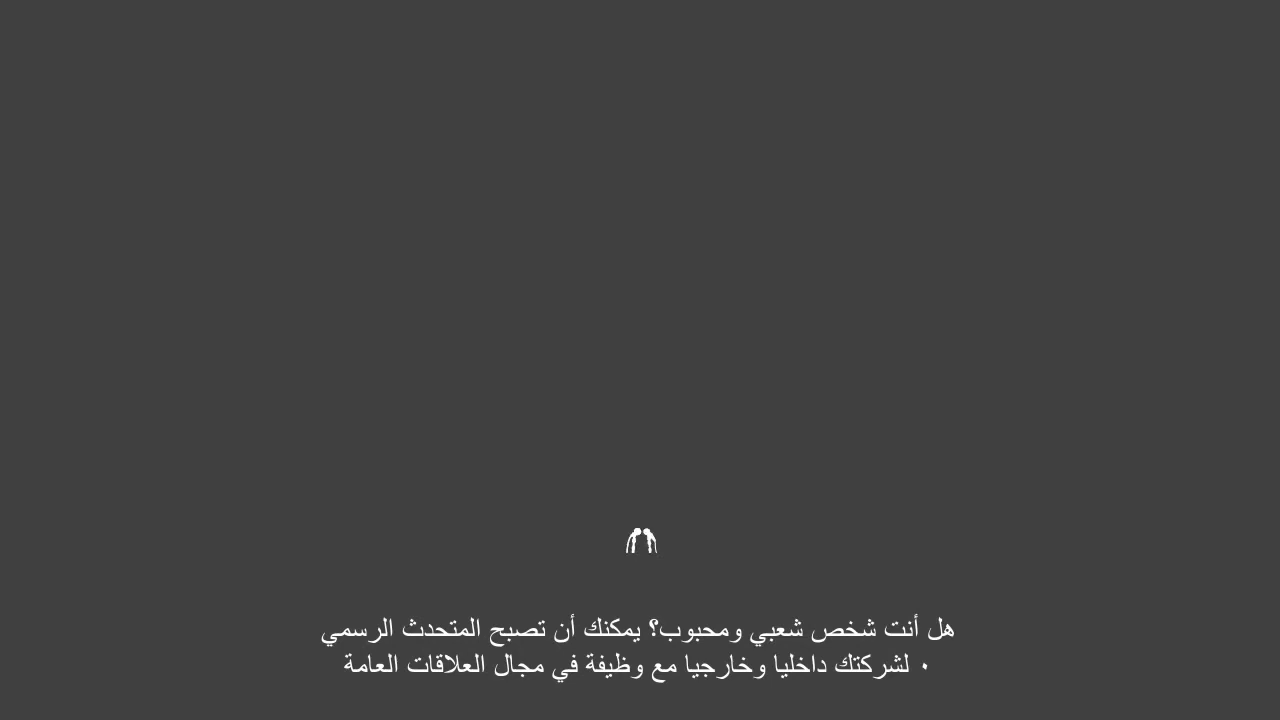 هل أنت شخص شعبي ومحبوب؟ يمكنك أن تصبح المتحدث الرسمي
٠ لشركتك داخليا وخارجيا مع وظيفة في مجال العلاقات العامة